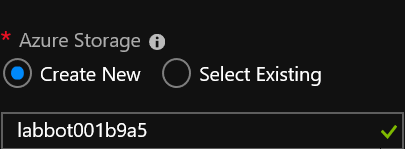 * Azure Storage i
Create New Select Existing
labbot001b9a5